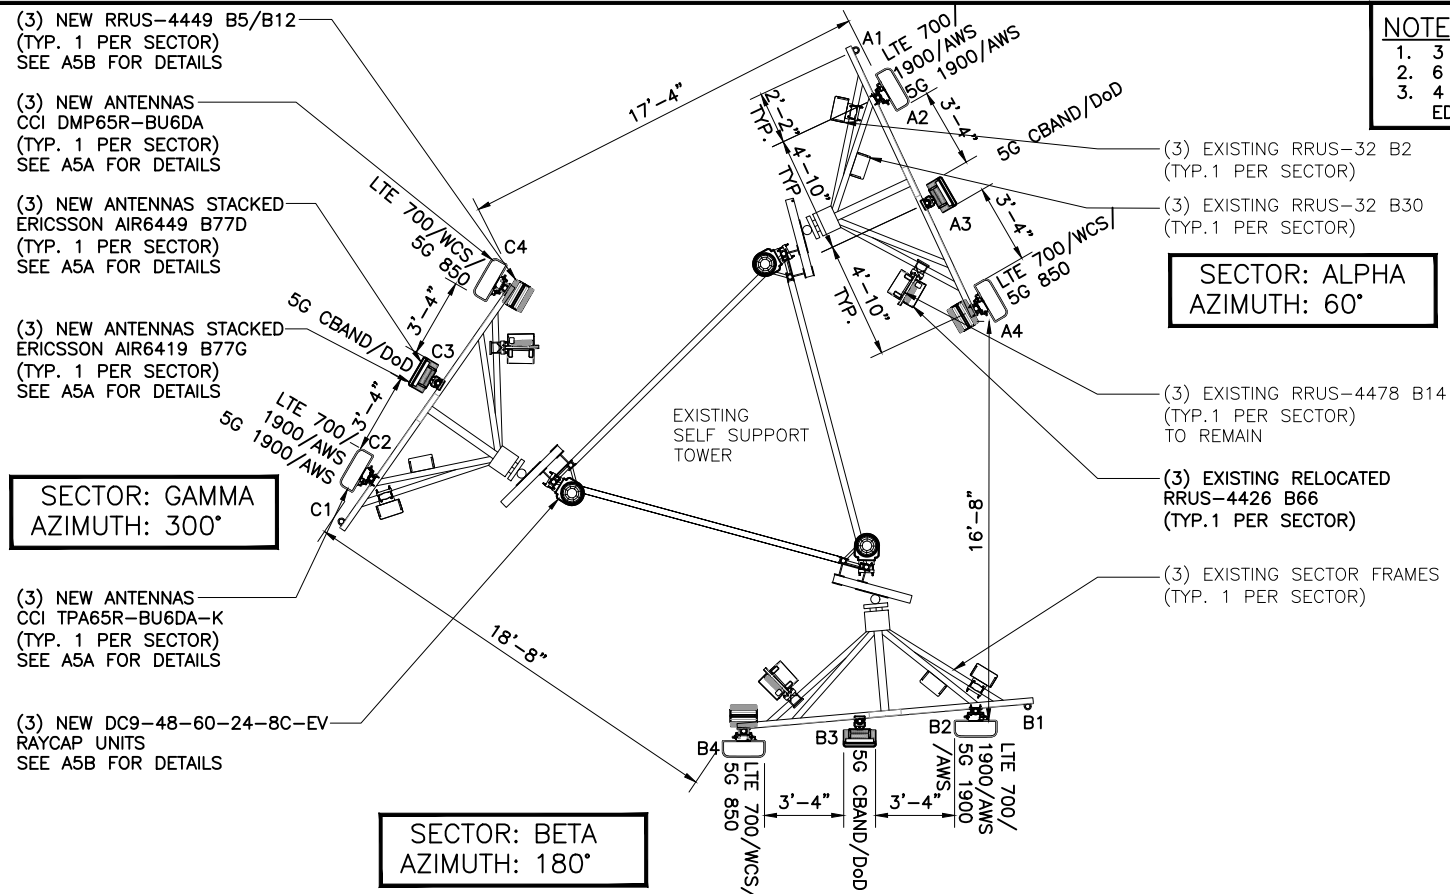 (3) NEW RRUS-4449 B5/B12
(TYP. 1 PER SECTOR)
SEE A5B FOR DETAILS
(3) NEW ANTENNAS
CCI DMP65R-BU6DA
(TYP. 1 PER SECTOR)
SEE A5A FOR DETAILS
(3) NEW ANTENNAS STACKED
ERICSSON AIR6449 B77D
(TYP. 1 PER SECTOR)
SEE A5A FOR DETAILS
(3) NEW ANTENNAS STACKED
ERICSSON AIR6419 B77G
(TYP. 1 PER SECTOR)
SEE A5A FOR DETAILS
SECTOR: GAMMA
AZIMUTH: 300°
(3) NEW ANTENNAS
CCI TPA65R-BU6DA-K
(TYP. 1 PER SECTOR)
SEE A5A FOR DETAILS
(3) NEW DC9-48-60-24-8C-EV
RAYCAP UNITS
SEE A5B FOR DETAILS
17'-4"
LTE 700/WCS
5G 850
C4
3'-4"
5G CBAND/DoD
C3
3'-4"
LTE 700/
1900/AWS
5G 1900/AWS
C2
C1
18'-8"
EXISTING
SELF SUPPORT
TOWER
A1
LTE 700/
1900/AWS
5G 1900/AWS
A2
2'-2"
TYP.
4'-10"
TYP.
3'-4"
5G CBAND/DoD
A3
3'-4"
LTE 700/WCS/
5G 850
4'-10"
TYP.
A4
16'-8"
B1
B2
B3
B4
LTE 700/WCS/
5G 850
3'-4"
5G CBAND/DoD
3'-4"
LTE 700/
1900/AWS
5G 1900
/AWS
SECTOR: BETA
AZIMUTH: 180°
NOTE
1. 3
2. 6
3. 4
ED
(3) EXISTING RRUS-32 B2
(TYP.1 PER SECTOR)
(3) EXISTING RRUS-32 B30
(TYP.1 PER SECTOR)
SECTOR: ALPHA
AZIMUTH: 60°
(3) EXISTING RRUS-4478 B14
(TYP.1 PER SECTOR)
TO REMAIN
(3) EXISTING RELOCATED
RRUS-4426 B66
(TYP.1 PER SECTOR)
(3) EXISTING SECTOR FRAMES
(TYP. 1 PER SECTOR)